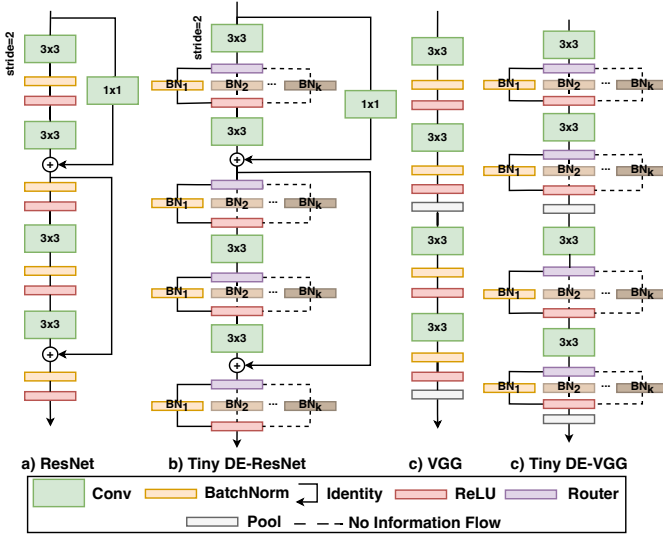 stride=2
3x3
1x1
3x3
+
3x3
3x3
+
a) ResNet
stride=2
3x3
BN1 BN2 ... BNk
1x1
3x3
+
BN1 BN2 ... BNk
3x3
BN1 BN2 ... BNk
3x3
+
BN1 BN2 ... BNk
b) Tiny DE-ResNet
3x3
3x3
3x3
3x3
c) VGG
3x3
BN1 BN2 ... BNk
3x3
BN1 BN2 ... BNk
3x3
BN1 BN2 ... BNk
3x3
BN1 BN2 ... BNk
c) Tiny DE-VGG
Conv BatchNorm Identity ReLU Router
Pool No Information Flow